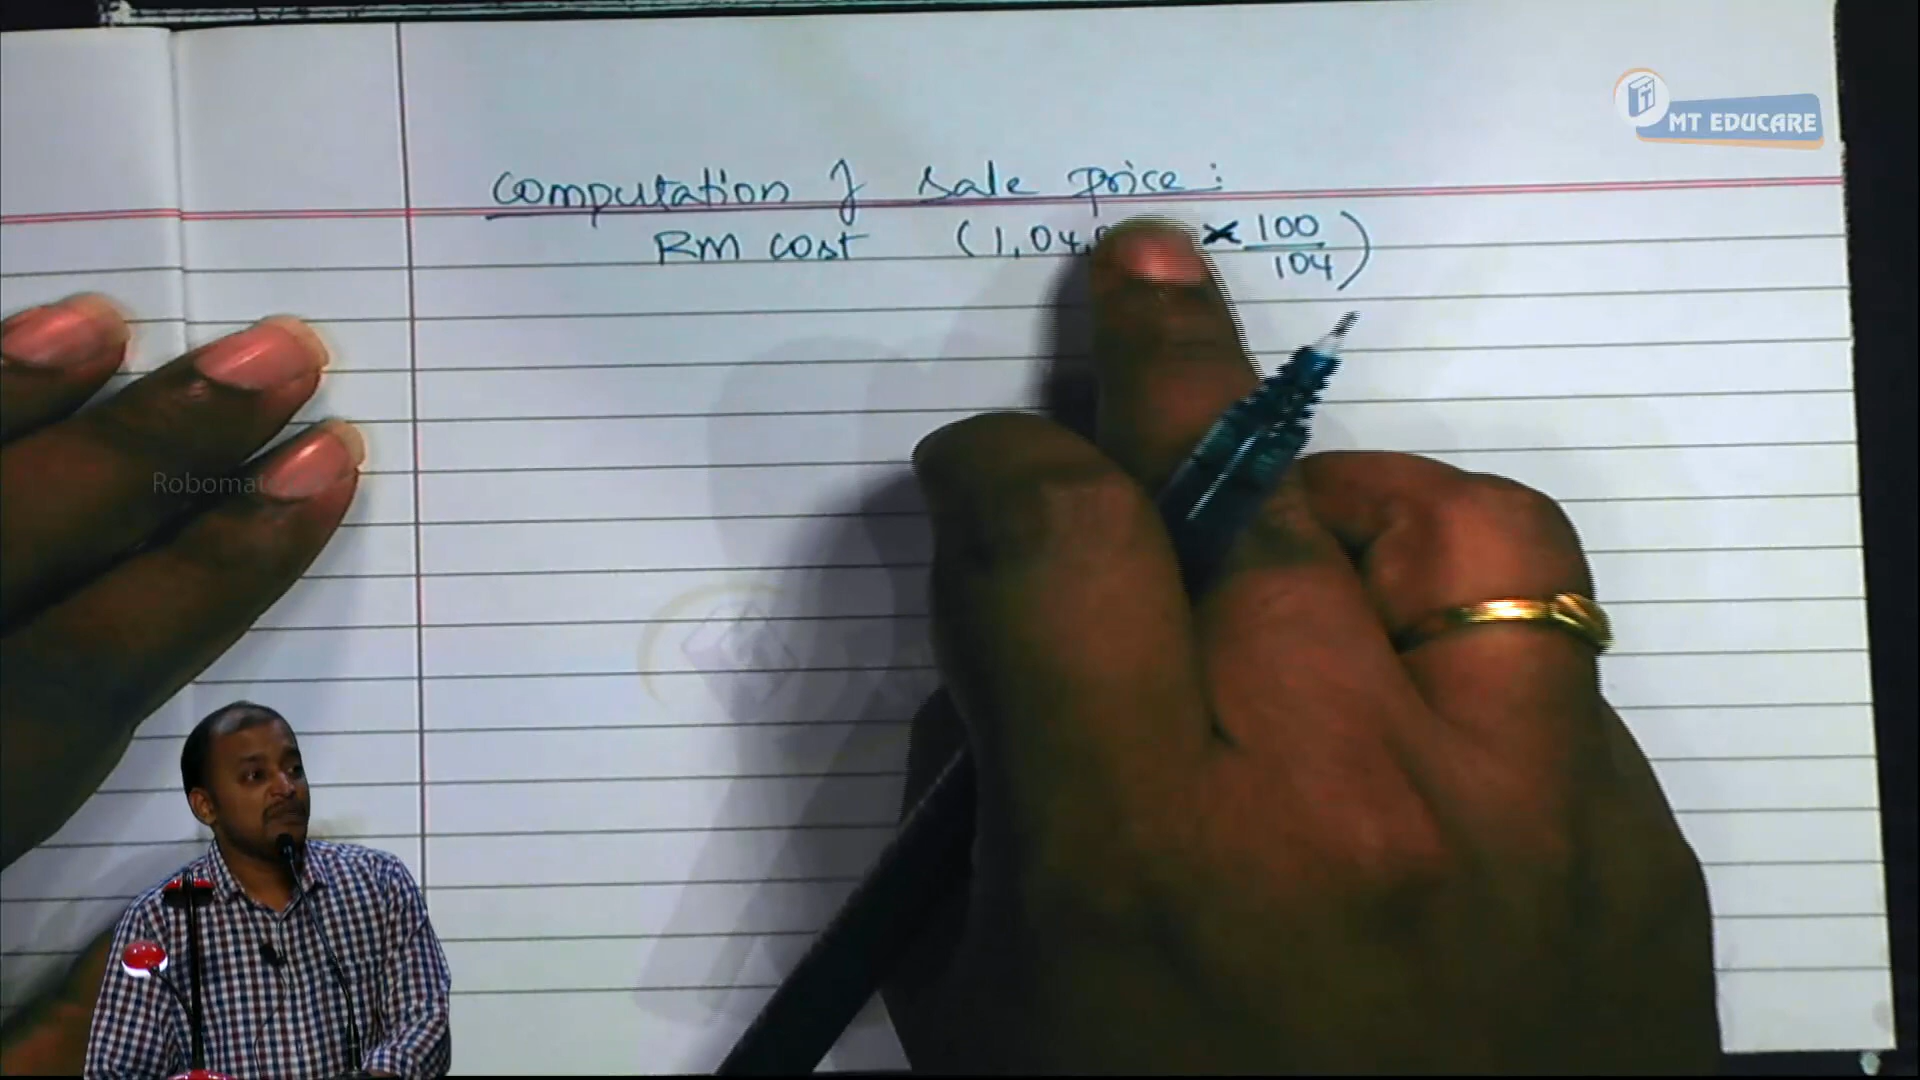 MT EDUCARE
Computation of sale price:
RM cost (1,04, × 100/104)